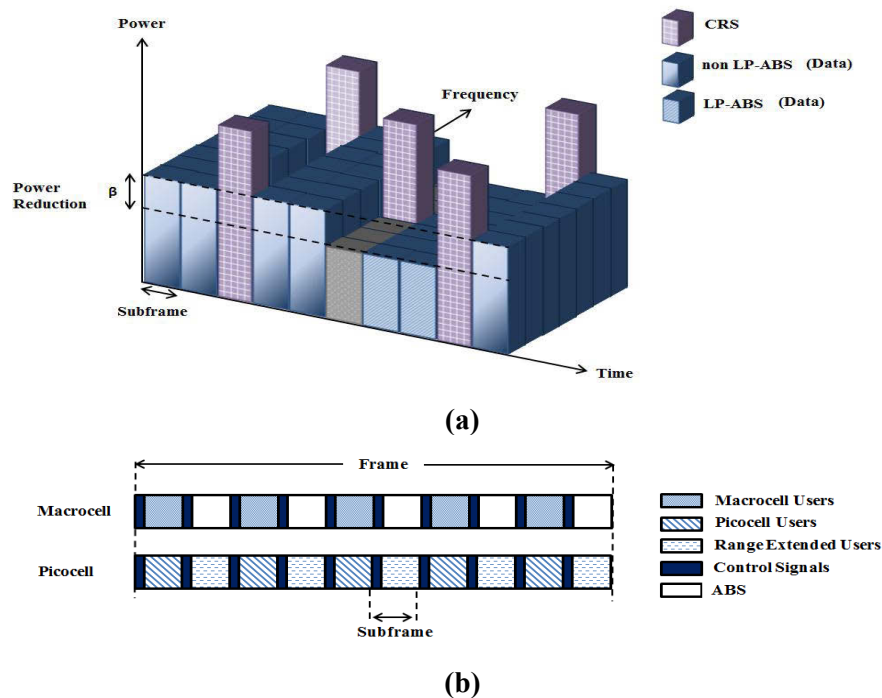 Power
CRS
non LP-ABS (Data)
LP-ABS (Data)
Frequency
Power
Reduction
β
Subframe
Time
(a)
Frame
Macrocell
Picocell
Subframe
Macrocell Users
Picocell Users
Range Extended Users
Control Signals
ABS
(b)